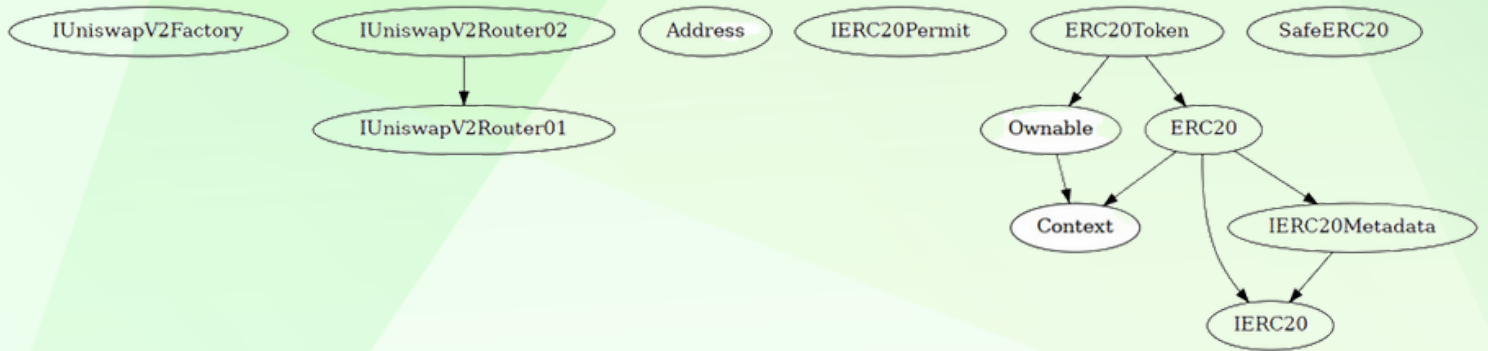 IUniswapV2Factory
IUniswapV2Router02
Address
IERC20Permit
ERC20Token
SafeERC20
IUniswapV2Router01
Ownable
ERC20
Context
IERC20Metadata
IERC20